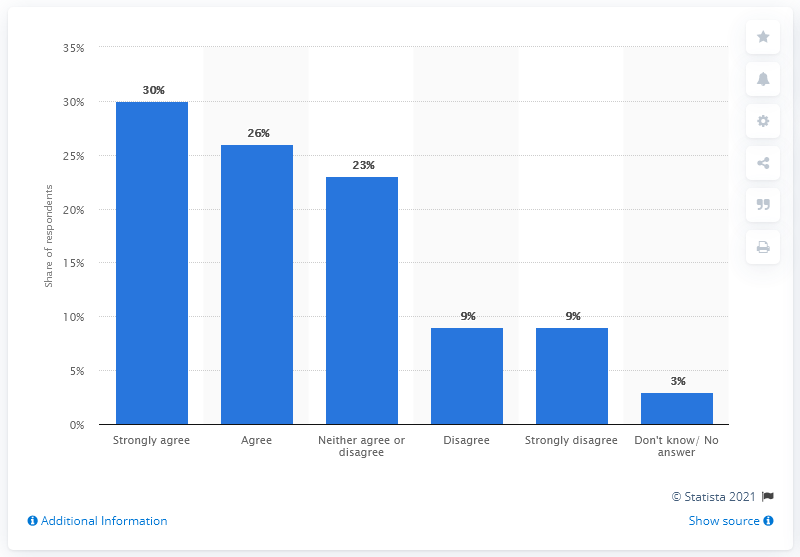 35%
30%
25%
20%
15%
10%
5%
0%
Share of respondents
30%
26%
23%
9%
9%
3%
Strongly agree
Agree
Neither agree or
disagree
Disagree
Strongly disagree
Don't know/ No
answer
© Statista 2021
Additional Information
Show source